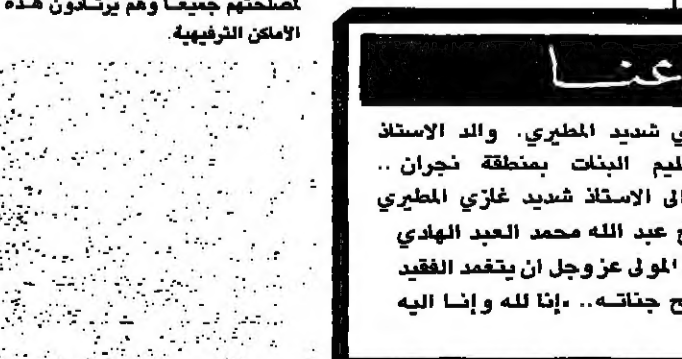 لمصلحتهم جميعا وهم يرتادون هذه
الاماكن الترفيهية.
عنا
ي شديد المطيري. والد الاستاذ
ليم البنات بمنطقة نجران ..
الى الاستاذ شديد غازي المطيري
عبد الله محمد العبد الهادي
المولى عز وجل ان يتغمد الفقيد
ح جناته.. «إنا لله وإنا اليه